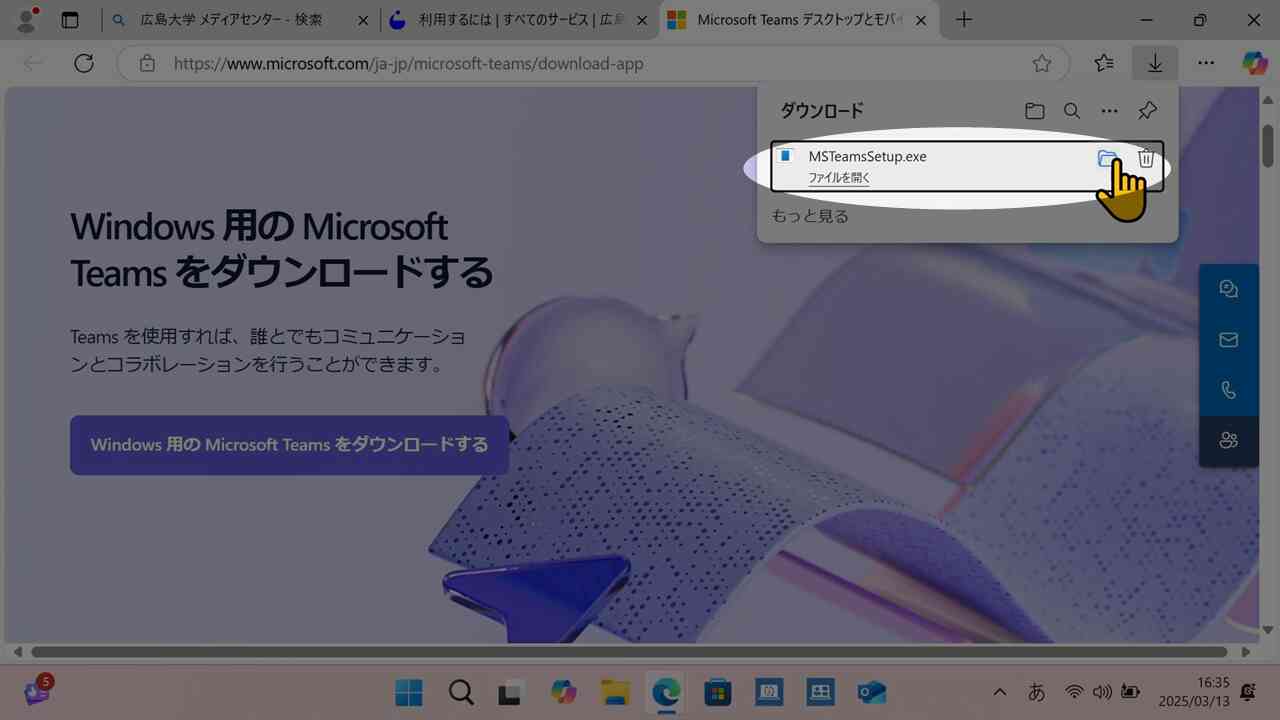 広島大学 メディアセンター - 検索
利用するには | すべてのサービス | 広島
Microsoft Teams デスクトップとモバイ
https://www.microsoft.com/ja-jp/microsoft-teams/download-app
ダウンロード
MSTeamsSetup.exe
ファイルを開く
もっと見る
Windows 用の Microsoft
Teams をダウンロードする
Teams を使用すれば、誰とでもコミュニケーショ
ンとコラボレーションを行うことができます。
Windows 用の Microsoft Teams をダウンロードする
5
あ
16:35
2025/03/13